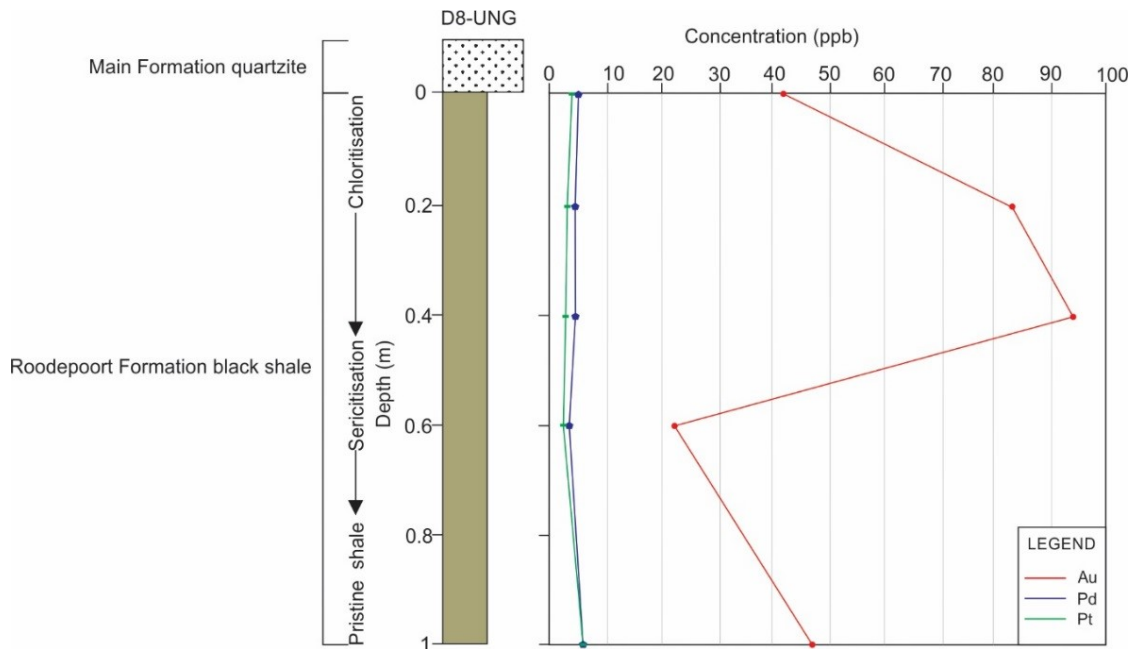 D8-UNG
Concentration (ppb)
Main Formation quartzite
0 10 20 30 40 50 60 70 80 90 100
0
Chloritisation
0.2
0.4
Roodepoort Formation black shale
Sericitisation
Depth (m)
0.6
0.8
Pristine shale
1
LEGEND
Au
Pd
Pt